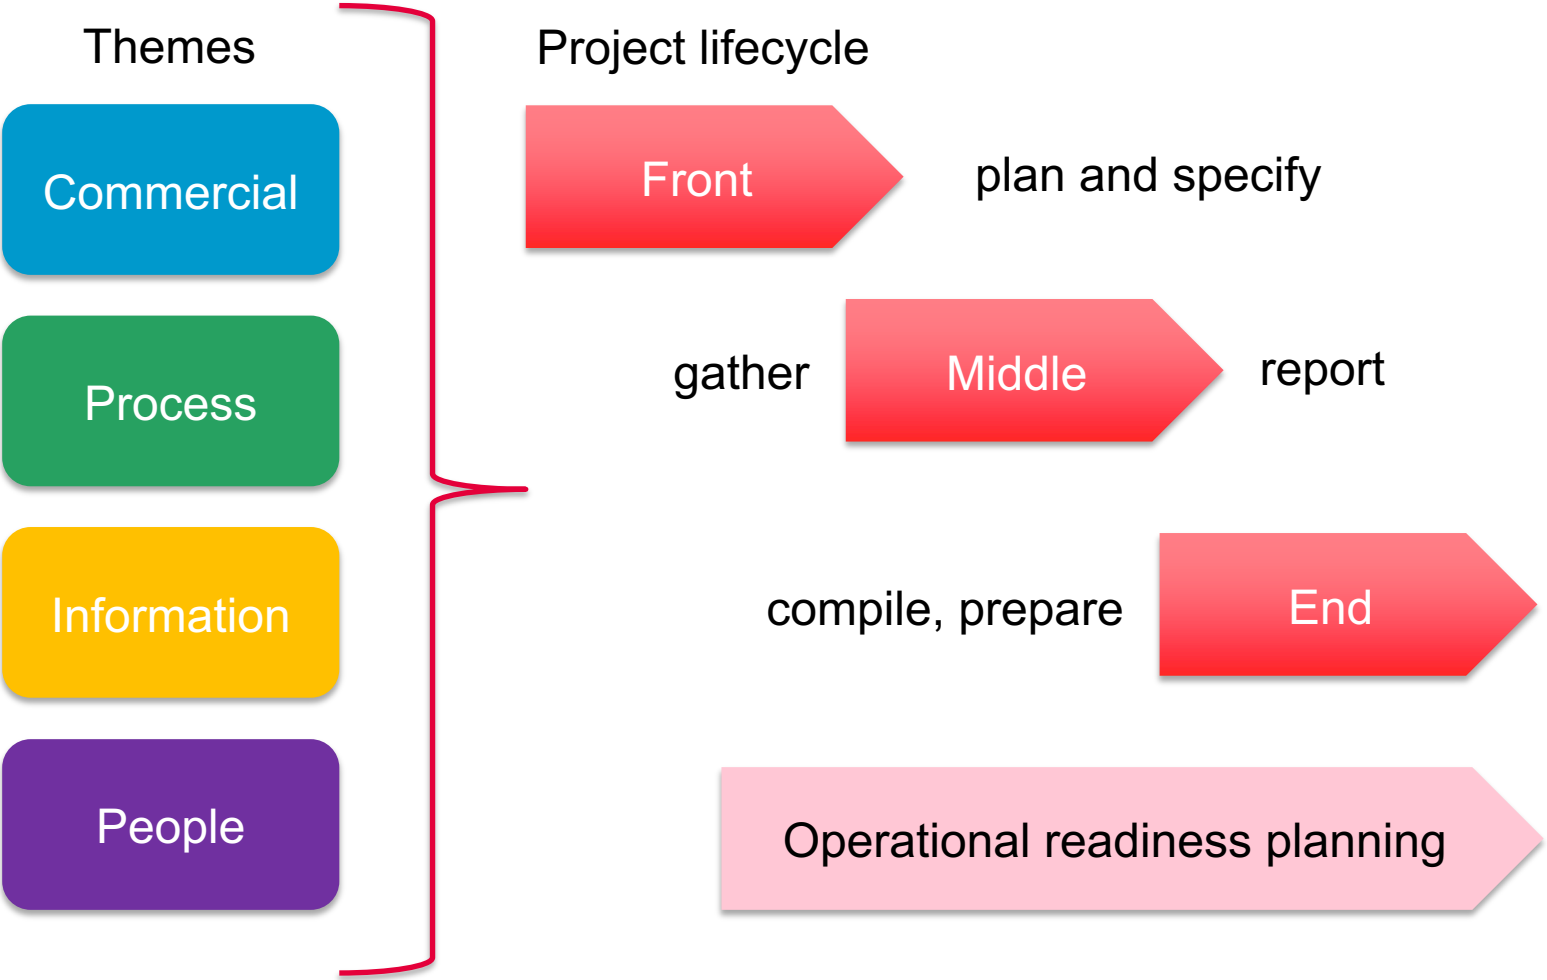 Themes
Commercial
Process
Information
People
Project lifecycle
Front
plan and specify
gather
Middle
report
compile, prepare
End
Operational readiness planning